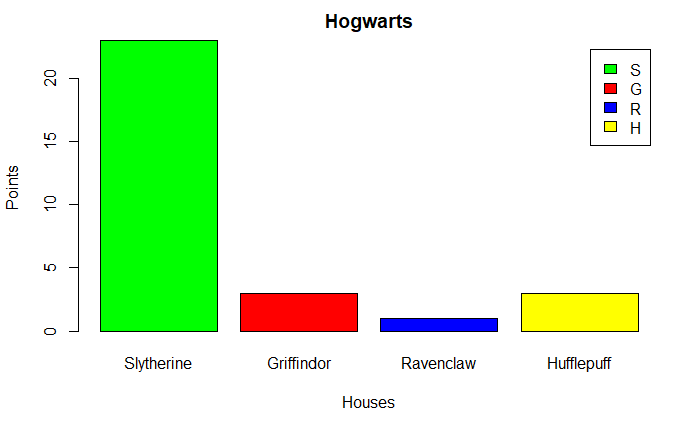 Hogwarts
S
G
R
H
Points
20
15
10
5
0
Slytherine Griffindor Ravenclaw Hufflepuff
Houses